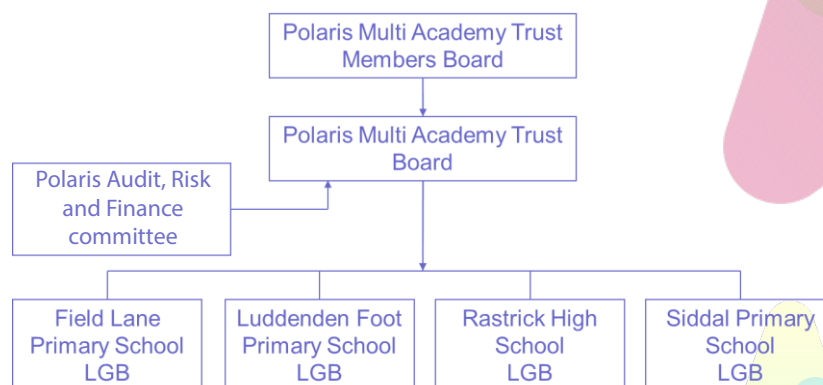 Polaris Multi Academy Trust
Members Board
Polaris Multi Academy Trust
Board
Polaris Audit, Risk
and Finance
committee
Field Lane
Primary School
LGB
Luddenden Foot
Primary School
LGB
Rastrick High
School
LGB
Siddal Primary
School
LGB